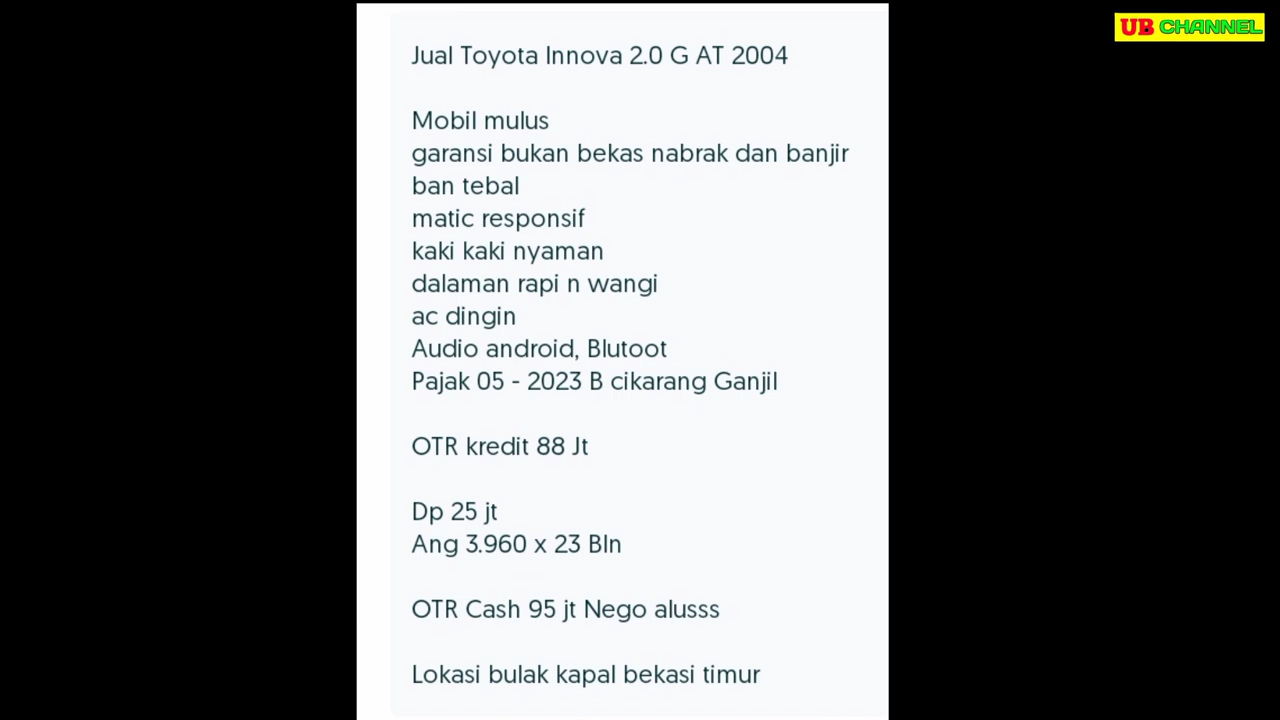 UB CHANNEL
Jual Toyota Innova 2.0 G AT 2004
Mobil mulus
garansi bukan bekas nabrak dan banjir
ban tebal
matic responsif
kaki kaki nyaman
dalaman rapi n wangi
ac dingin
Audio android, Blutoot
Pajak 05 - 2023 B cikarang Ganjil
OTR kredit 88 Jt
Dp 25 jt
Ang 3.960 x 23 Bln
OTR Cash 95 jt Nego alusss
Lokasi bulak kapal bekasi timur